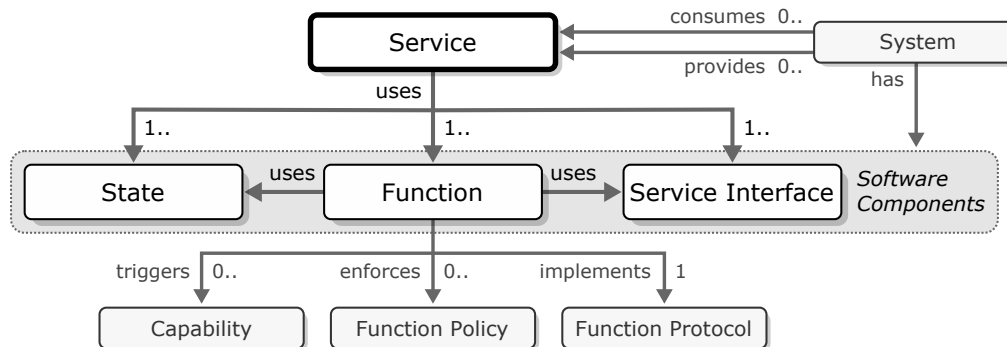 consumes 0..
Service
System
provides 0..
uses
has
1..
1..
1..
State
uses
Function
uses
Service Interface
Software
Components
triggers
0..
enforces
0..
implements
1
Capability
Function Policy
Function Protocol